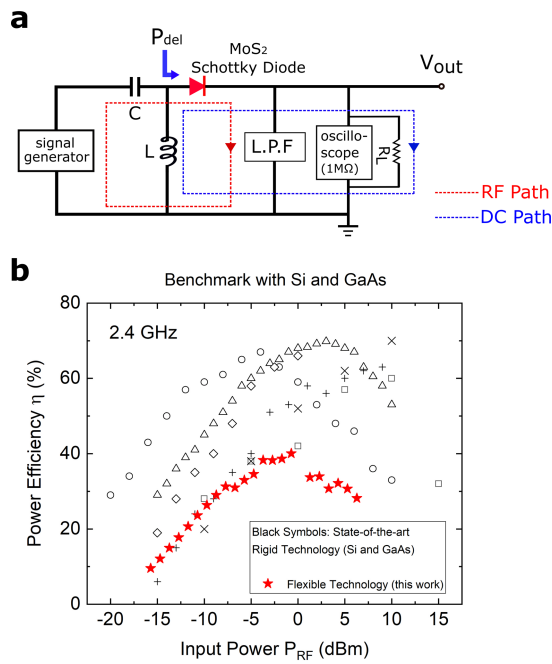 a
P_del
MoS₂
Schottky Diode
V_out
C
signal
generator
L
L.P.F
oscillo-
scope
(1MΩ)
R_L
RF Path
DC Path
b
Benchmark with Si and GaAs
2.4 GHz
Power Efficiency η (%)
80
60
40
20
0
Black Symbols: State-of-the-art
Rigid Technology (Si and GaAs)
Flexible Technology (this work)
-20 -15 -10 -5 0 5 10 15
Input Power P_RF (dBm)